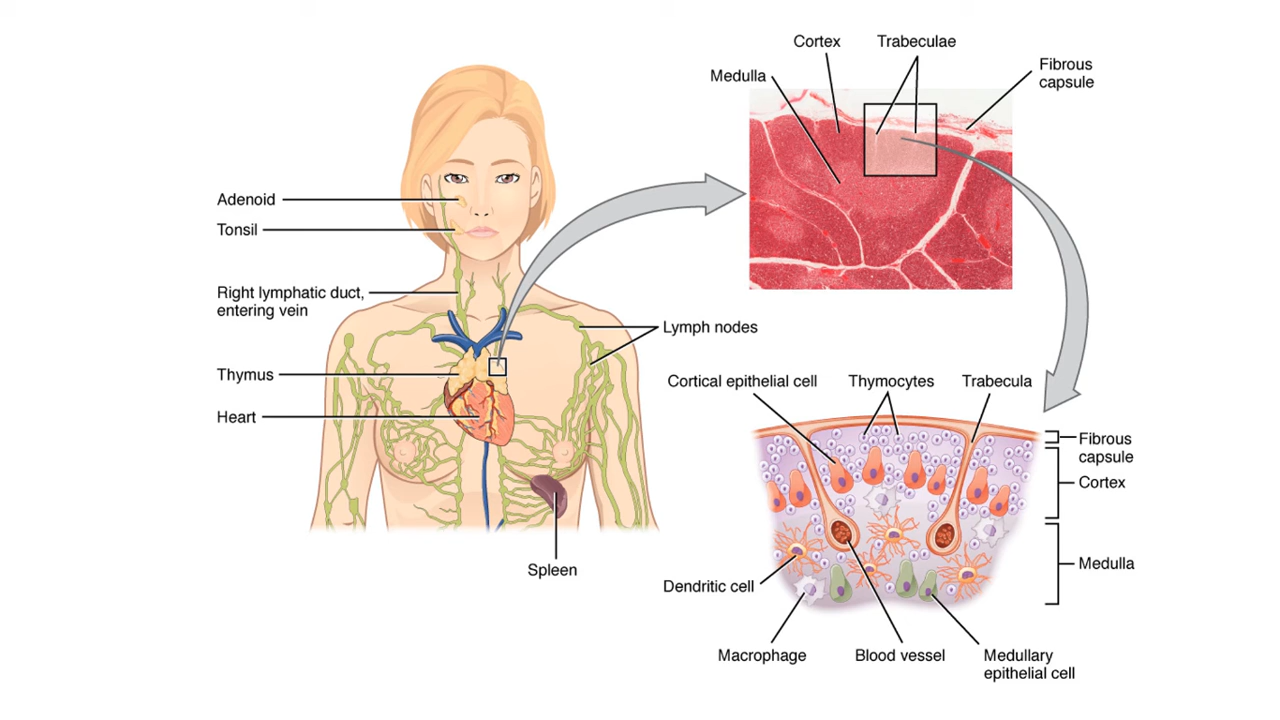 Adenoid
Tonsil
Right lymphatic duct,
entering vein
Thymus
Heart
Lymph nodes
Spleen
Cortex
Trabeculae
Medulla
Fibrous
capsule
Cortical epithelial cell
Thymocytes
Trabecula
Fibrous
capsule
Cortex
Medulla
Dendritic cell
Macrophage
Blood vessel
Medullary
epithelial cell